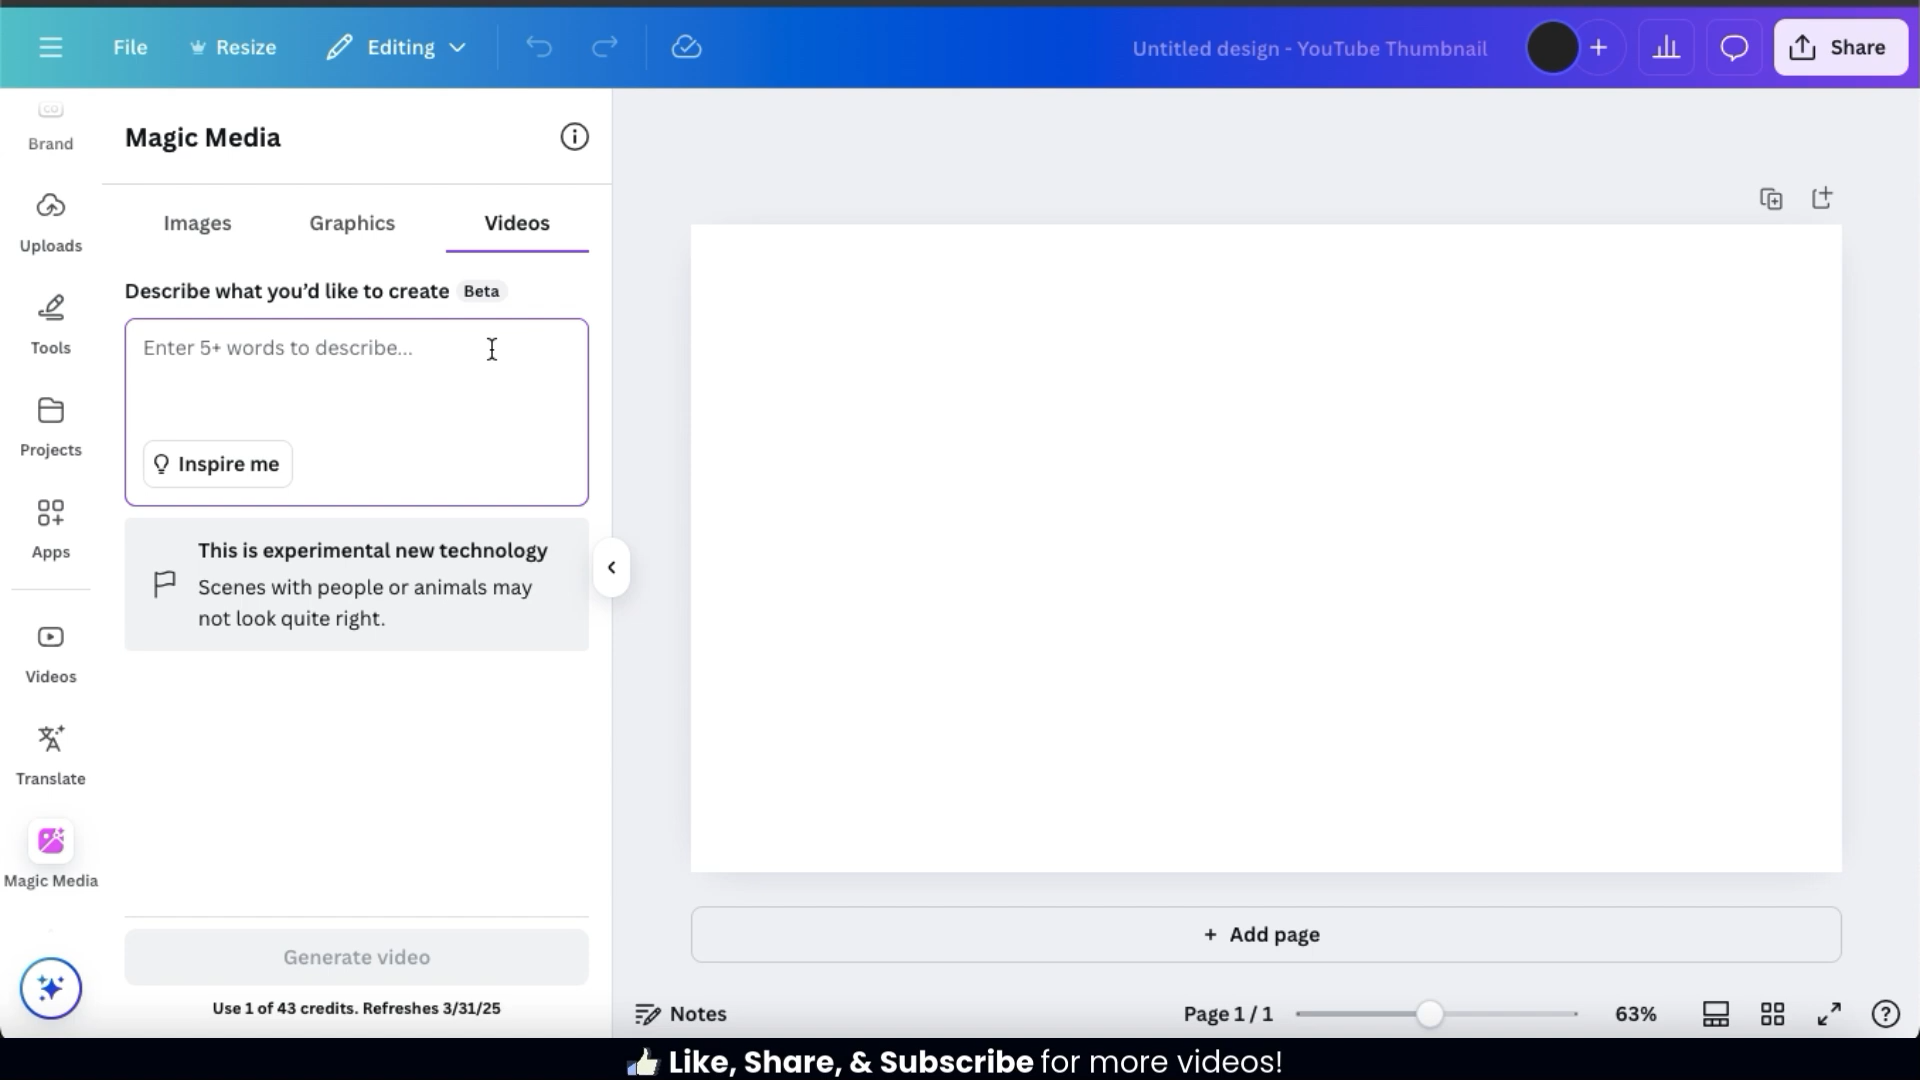 File
Resize
Editing
Untitled design - YouTube Thumbnail
+
Share
Brand
Uploads
Tools
Projects
Apps
Videos
Translate
Magic Media
Magic Media
Images
Graphics
Videos
Describe what you’d like to create
Beta
Enter 5+ words to describe...
Inspire me
This is experimental new technology
Scenes with people or animals may
not look quite right.
Generate video
Use 1 of 43 credits. Refreshes 3/31/25
+ Add page
Notes
Page 1 / 1
63%
Like, Share, & Subscribe for more videos!